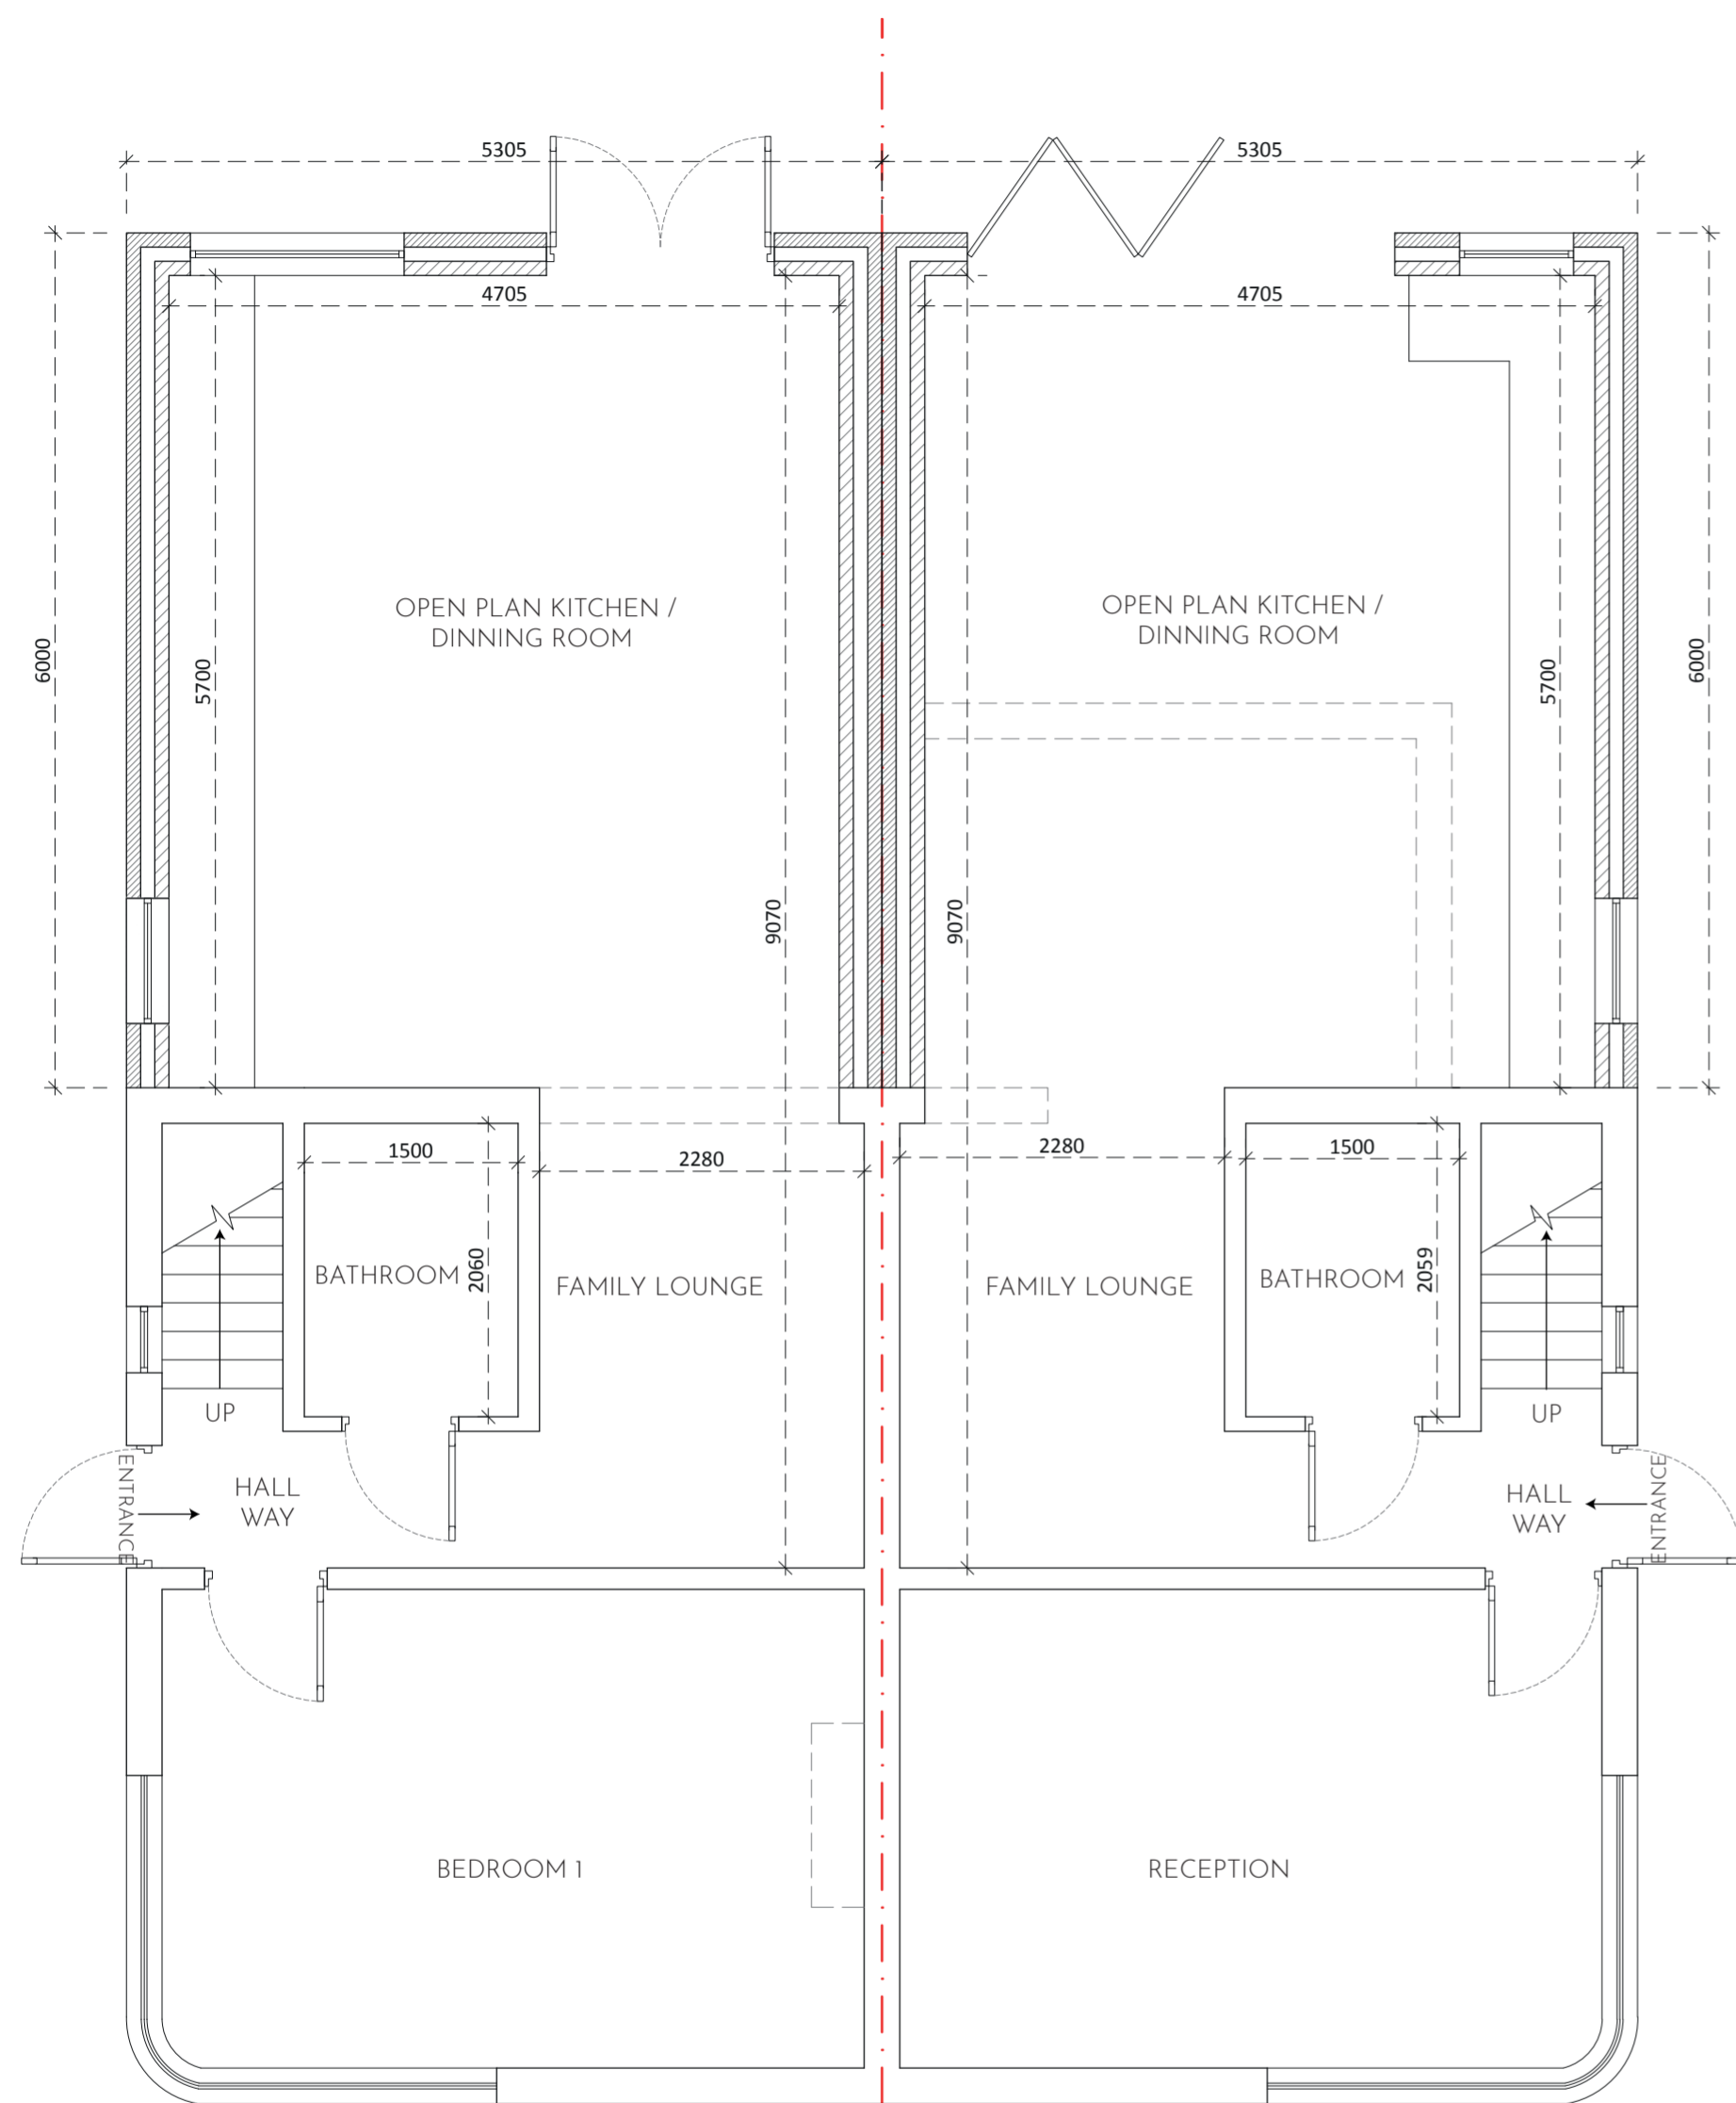 5305
5305
4705
4705
OPEN PLAN KITCHEN /
DINNING ROOM
OPEN PLAN KITCHEN /
DINNING ROOM
6000
5700
5700
6000
9070
9070
1500
2280
2280
1500
BATHROOM
2060
FAMILY LOUNGE
FAMILY LOUNGE
BATHROOM
2059
UP
UP
ENTRANCE
HALL
WAY
HALL
WAY
ENTRANCE
BEDROOM 1
RECEPTION